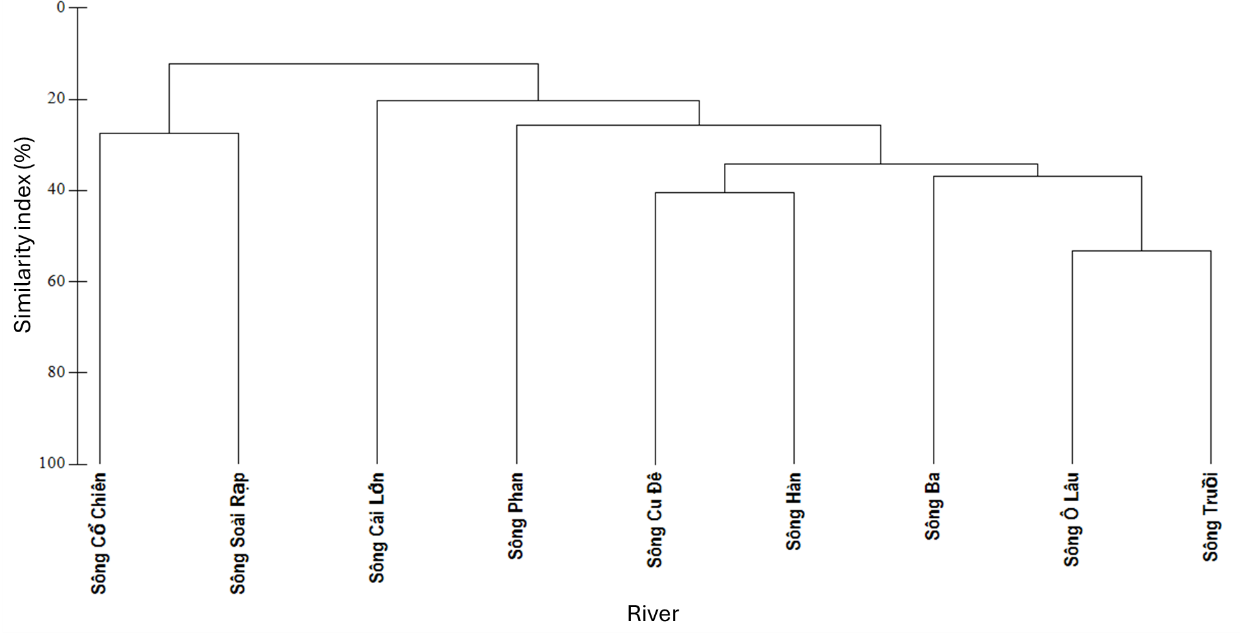 0
20
40
60
80
100
Similarity index (%)
Sông Cổ Chiên
Sông Soài Rạp
Sông Cái Lớn
Sông Phan
Sông Cu Đê
Sông Hàn
Sông Ba
Sông Ô Lâu
Sông Truồi
River